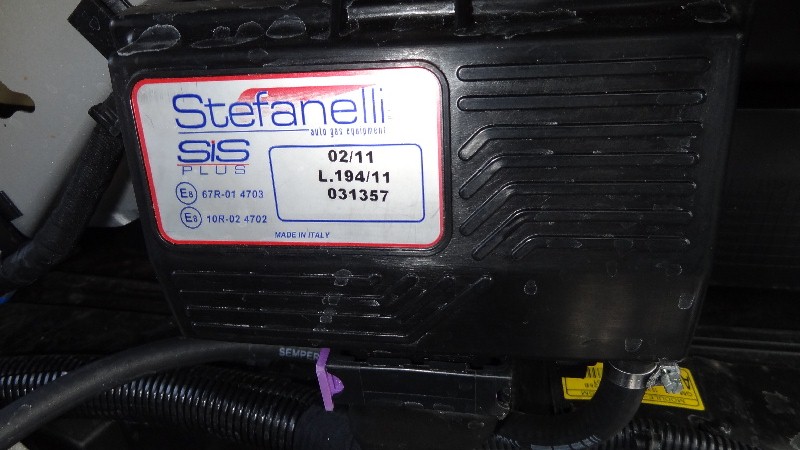 Stefanelli
auto gas equipment
SiS
PLUS
02/11
L.194/11
031357
E8 67R-01 4703
E8 10R-02 4702
MADE IN ITALY
SEMPER